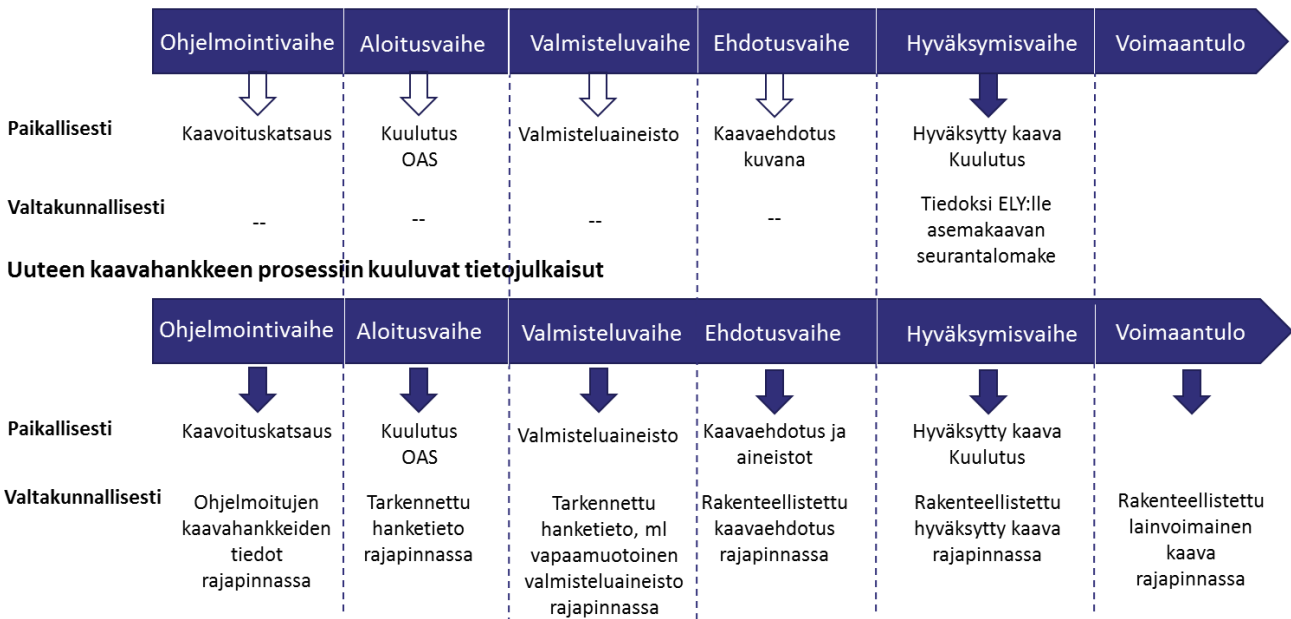 Ohjelmointivaihe Aloitusvaihe Valmisteluvaihe Ehdotusvaihe Hyväksymisvaihe Voimaantulo
Paikallisesti
Kaavoituskatsaus
Kuulutus
OAS
Valmisteluaineisto
Kaavaehdotus
kuvana
Hyväksytty kaava
Kuulutus
Valtakunnallisesti
--
--
--
--
Tiedoksi ELY:lle
asemakaavan
seurantalomake
Uuteen kaavahankkeen prosessiin kuuluvat tietojulkaisut
Ohjelmointivaihe Aloitusvaihe Valmisteluvaihe Ehdotusvaihe Hyväksymisvaihe Voimaantulo
Paikallisesti
Kaavoituskatsaus
Kuulutus
OAS
Valmisteluaineisto
Kaavaehdotus ja
aineistot
Hyväksytty kaava
Kuulutus
Valtakunnallisesti
Ohjelmoitujen
kaavahankkeiden
tiedot
rajapinnassa
Tarkennettu
hanketieto
rajapinnassa
Tarkennettu
hanketieto, ml
vapaamuotoinen
valmisteluaineisto
rajapinnassa
Rakenteellistettu
kaavaehdotus
rajapinnassa
Rakenteellistettu
hyväksytty kaava
rajapinnassa
Rakenteellistettu
lainvoimainen
kaava
rajapinnassa